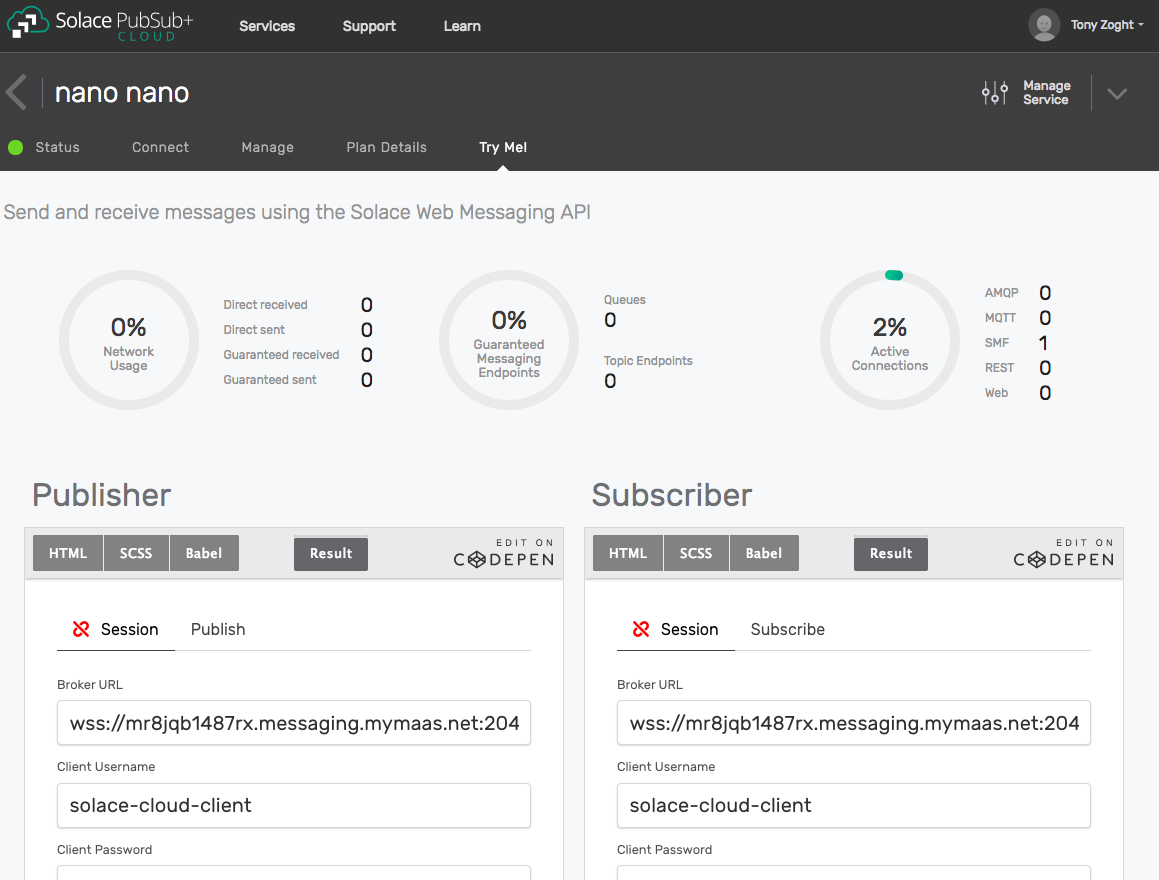 Solace PubSub+
CLOUD
Services
Support
Learn
Tony Zoght
nano nano
Manage
Service
Status
Connect
Manage
Plan Details
Try Me!
Send and receive messages using the Solace Web Messaging API
0%
Network
Usage
Direct received 0
Direct sent 0
Guaranteed received 0
Guaranteed sent 0
0%
Guaranteed
Messaging
Endpoints
Queues
0
Topic Endpoints
0
2%
Active
Connections
AMQP 0
MQTT 0
SMF 1
REST 0
Web 0
Publisher
HTML
SCSS
Babel
Result
EDIT ON
CODEPEN
Session
Publish
Broker URL
wss://mr8jqb1487rx.messaging.mymaas.net:204
Client Username
solace-cloud-client
Client Password
Subscriber
HTML
SCSS
Babel
Result
EDIT ON
CODEPEN
Session
Subscribe
Broker URL
wss://mr8jqb1487rx.messaging.mymaas.net:204
Client Username
solace-cloud-client
Client Password